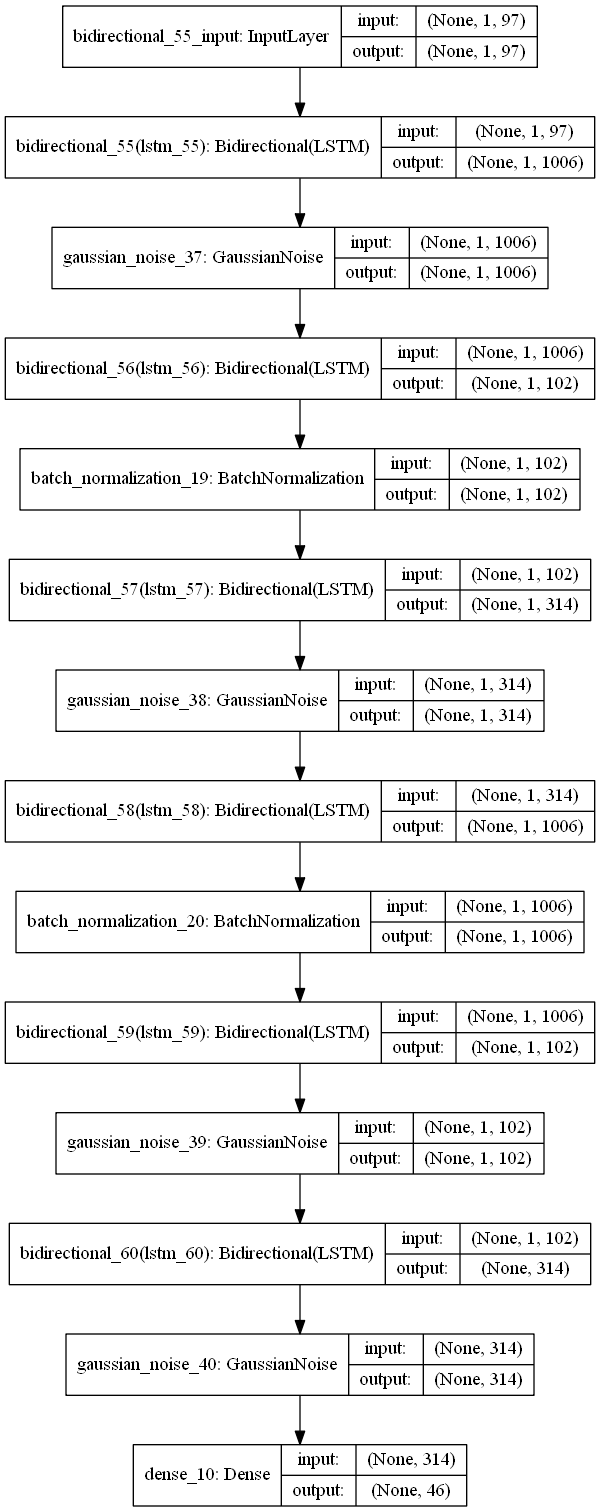 bidirectional_55_input: InputLayer input: (None, 1, 97)
output: (None, 1, 97)
bidirectional_55(lstm_55): Bidirectional(LSTM) input: (None, 1, 97)
output: (None, 1, 1006)
gaussian_noise_37: GaussianNoise input: (None, 1, 1006)
output: (None, 1, 1006)
bidirectional_56(lstm_56): Bidirectional(LSTM) input: (None, 1, 1006)
output: (None, 1, 102)
batch_normalization_19: BatchNormalization input: (None, 1, 102)
output: (None, 1, 102)
bidirectional_57(lstm_57): Bidirectional(LSTM) input: (None, 1, 102)
output: (None, 1, 314)
gaussian_noise_38: GaussianNoise input: (None, 1, 314)
output: (None, 1, 314)
bidirectional_58(lstm_58): Bidirectional(LSTM) input: (None, 1, 314)
output: (None, 1, 1006)
batch_normalization_20: BatchNormalization input: (None, 1, 1006)
output: (None, 1, 1006)
bidirectional_59(lstm_59): Bidirectional(LSTM) input: (None, 1, 1006)
output: (None, 1, 102)
gaussian_noise_39: GaussianNoise input: (None, 1, 102)
output: (None, 1, 102)
bidirectional_60(lstm_60): Bidirectional(LSTM) input: (None, 1, 102)
output: (None, 314)
gaussian_noise_40: GaussianNoise input: (None, 314)
output: (None, 314)
dense_10: Dense input: (None, 314)
output: (None, 46)